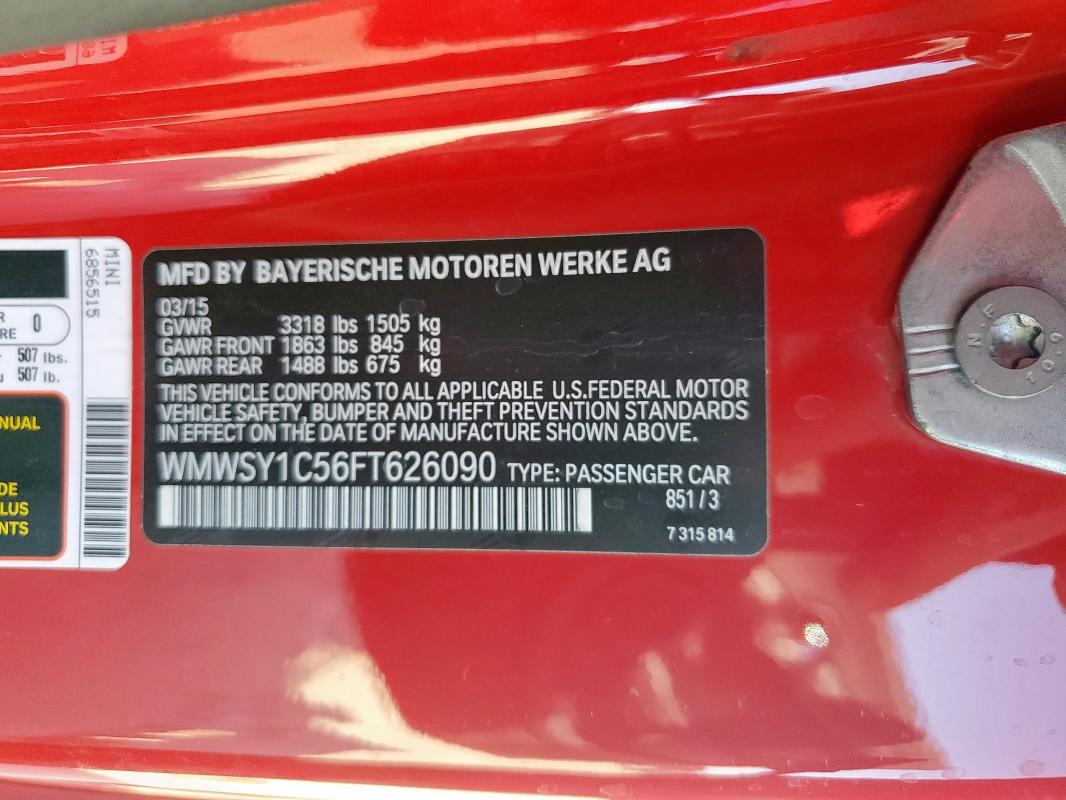 MFD BY BAYERISCHE MOTOREN WERKE AG
03/15
GVWR 3318 lbs 1505 kg
GAWR FRONT 1863 lbs 845 kg
GAWR REAR 1488 lbs 675 kg
THIS VEHICLE CONFORMS TO ALL APPLICABLE U.S.FEDERAL MOTOR
VEHICLE SAFETY, BUMPER AND THEFT PREVENTION STANDARDS
IN EFFECT ON THE DATE OF MANUFACTURE SHOWN ABOVE.
WMWSY1C56FT626090 TYPE: PASSENGER CAR
851/3
7 315 814
MINI
6856515
0
507 lbs.
507 lb.
NUAL
DE
LUS
NTS